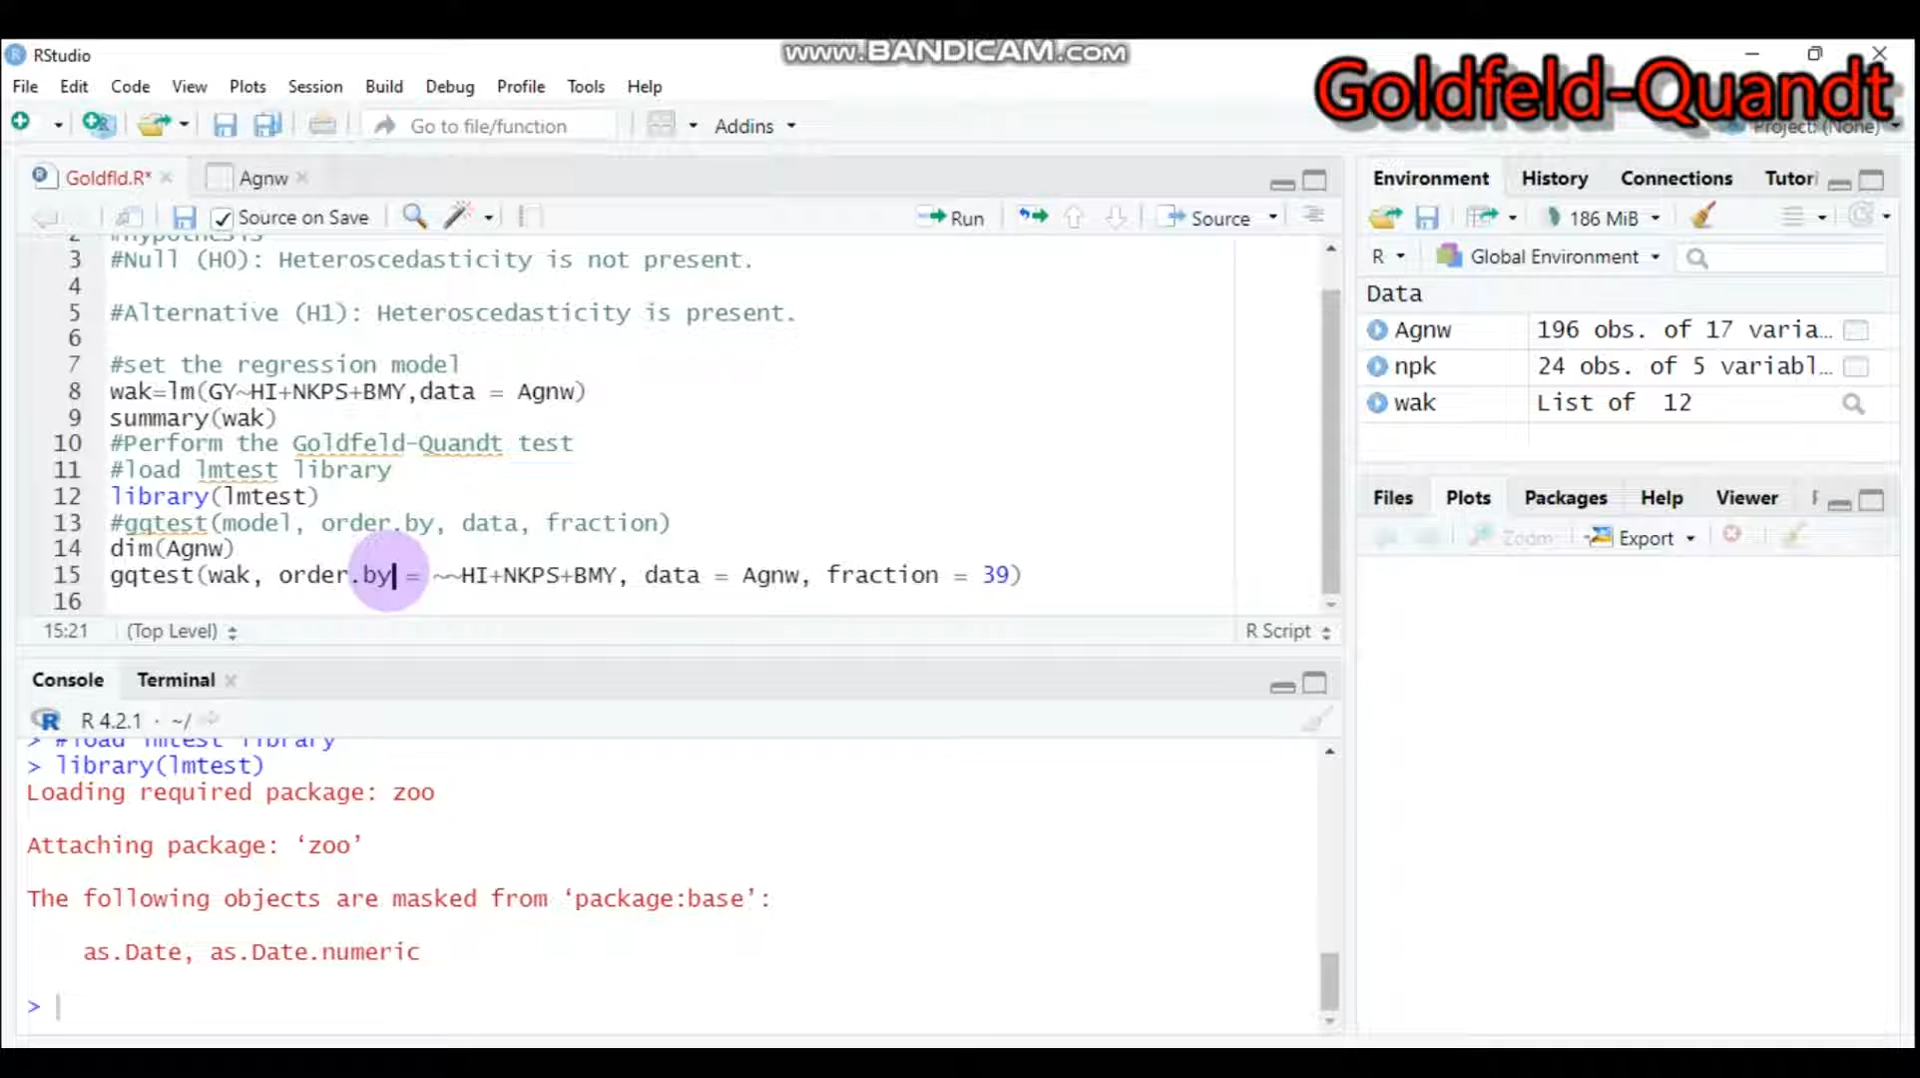 www.BANDICAM.com
RStudio
Goldfeld-Quandt
File Edit Code View Plots Session Build Debug Profile Tools Help
Go to file/function
Addins
Project: (None)
Goldfld.R*
Agnw
Source on Save
Run
Source
2 #Hypothesis
3 #Null (H0): Heteroscedasticity is not present.
4
5 #Alternative (H1): Heteroscedasticity is present.
6
7 #set the regression model
8 wak=lm(GY~HI+NKPS+BMY,data = Agnw)
9 summary(wak)
10 #Perform the Goldfeld-Quandt test
11 #load lmtest library
12 library(lmtest)
13 #gqtest(model, order.by, data, fraction)
14 dim(Agnw)
15 gqtest(wak, order.by = ~~HI+NKPS+BMY, data = Agnw, fraction = 39)
16
15:21 (Top Level) R Script
Console Terminal
R 4.2.1 · ~/
> #load lmtest library
> library(lmtest)
Loading required package: zoo
Attaching package: ‘zoo’
The following objects are masked from ‘package:base’:
as.Date, as.Date.numeric
>
Environment History Connections Tutori
186 MiB
R Global Environment
Data
Agnw 196 obs. of 17 varia…
npk 24 obs. of 5 variabl…
wak List of 12
Files Plots Packages Help Viewer
Zoom Export